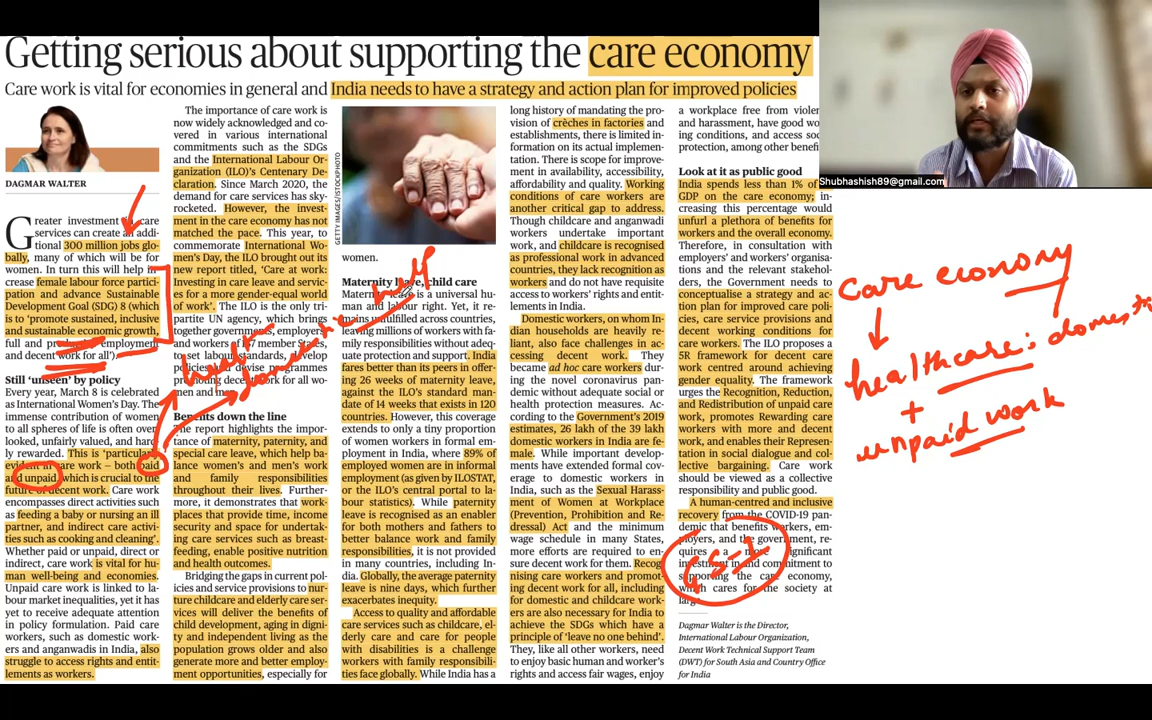 Getting serious about supporting the care economy
Care work is vital for economies in general and India needs to have a strategy and action plan for improved policies
DAGMAR WALTER
Greater investment in care
services can create an addi-
tional 300 million jobs glo-
bally, many of which will be for
women. In turn this will help in-
crease female labour force partici-
pation and advance Sustainable
Development Goal (SDG) 8 (which
is to ‘promote sustained, inclusive
and sustainable economic growth,
full and productive employment
and decent work for all’).
Still ‘unseen’ by policy
Every year, March 8 is celebrated
as International Women’s Day. The
immense contribution of women
to all spheres of life is often over-
looked, unfairly valued, and hard-
ly rewarded. This is ‘particularly
evident in care work – both paid
and unpaid, which is crucial to the
future of decent work. Care work
encompasses direct activities such
as feeding a baby or nursing an ill
partner, and indirect care activi-
ties such as cooking and cleaning’.
Whether paid or unpaid, direct or
indirect, care work is vital for hu-
man well-being and economies.
Unpaid care work is linked to la-
bour market inequalities, yet it has
yet to receive adequate attention
in policy formulation. Paid care
workers, such as domestic work-
ers and anganwadis in India, also
struggle to access rights and entit-
lements as workers.
The importance of care work is
now widely acknowledged and co-
vered in various international
commitments such as the SDGs
and the International Labour Or-
ganization (ILO)’s Centenary De-
claration. Since March 2020, the
demand for care services has sky-
rocketed. However, the invest-
ment in the care economy has not
matched the pace. This year, to
commemorate International Wo-
men’s Day, the ILO brought out its
new report titled, ‘Care at work:
Investing in care leave and servic-
es for a more gender-equal world
of work’. The ILO is the only tri-
partite UN agency, which brings
together governments, employers
and workers of 187 member States,
to set labour standards, develop
policies and devise programmes
promoting decent work for all wo-
men and men.
Benefits down the line
The report highlights the impor-
tance of maternity, paternity, and
special care leave, which help ba-
lance women’s and men’s work
and family responsibilities
throughout their lives. Further-
more, it demonstrates that work-
places that provide time, income
security and space for undertak-
ing care services such as breast-
feeding, enable positive nutrition
and health outcomes.
Bridging the gaps in current pol-
icies and service provisions to nur-
ture childcare and elderly care ser-
vices will deliver the benefits of
child development, aging in digni-
ty and independent living as the
population grows older and also
generate more and better employ-
ment opportunities, especially for
GETTY IMAGES/ISTOCKPHOTO
women.
Maternity leave, child care
Maternity leave is a universal hu-
man and labour right. Yet, it re-
mains unfulfilled across countries,
leaving millions of workers with fa-
mily responsibilities without adeq-
uate protection and support. India
fares better than its peers in offer-
ing 26 weeks of maternity leave,
against the ILO’s standard man-
date of 14 weeks that exists in 120
countries. However, this coverage
extends to only a tiny proportion
of women workers in formal em-
ployment in India, where 89% of
employed women are in informal
employment (as given by ILOSTAT,
or the ILO’s central portal to la-
bour statistics). While paternity
leave is recognised as an enabler
for both mothers and fathers to
better balance work and family
responsibilities, it is not provided
in many countries, including In-
dia. Globally, the average paternity
leave is nine days, which further
exacerbates inequity.
Access to quality and affordable
care services such as childcare, el-
derly care and care for people
with disabilities is a challenge
workers with family responsibili-
ties face globally. While India has a
long history of mandating the pro-
vision of crèches in factories and
establishments, there is limited in-
formation on its actual implemen-
tation. There is scope for improve-
ment in availability, accessibility,
affordability and quality. Working
conditions of care workers are
another critical gap to address.
Though childcare and anganwadi
workers undertake important
work, and childcare is recognised
as professional work in advanced
countries, they lack recognition as
workers and do not have requisite
access to workers’ rights and entit-
lements in India.
Domestic workers, on whom In-
dian households are heavily re-
liant, also face challenges in ac-
cessing decent work. They
became ad hoc care workers
during the novel coronavirus pan-
demic without adequate social or
health protection measures. Ac-
cording to the Government’s 2019
estimates, 26 lakh of the 39 lakh
domestic workers in India are fe-
male. While important develop-
ments have extended formal cov-
erage to domestic workers in
India, such as the Sexual Harass-
ment of Women at Workplace
(Prevention, Prohibition and Re-
dressal) Act and the minimum
wage schedule in many States,
more efforts are required to en-
sure decent work for them. Recog-
nising care workers and promot-
ing decent work for all, including
for domestic and childcare work-
ers are also necessary for India to
achieve the SDGs which have a
principle of ‘leave no one behind’.
They, like all other workers, need
to enjoy basic human and worker’s
rights and access fair wages, enjoy
a workplace free from violen
and harassment, have good wo
ing conditions, and access soc
protection, among other benefi
Look at it as public good
India spends less than 1% of
GDP on the care economy; in-
creasing this percentage would
unfurl a plethora of benefits for
workers and the overall economy.
Therefore, in consultation with
employers’ and workers’ organisa-
tions and the relevant stakehol-
ders, the Government needs to
conceptualise a strategy and ac-
tion plan for improved care poli-
cies, care service provisions and
decent working conditions for
care workers. The ILO proposes a
5R framework for decent care
work centred around achieving
gender equality. The framework
urges the Recognition, Reduction,
and Redistribution of unpaid care
work, promotes Rewarding care
workers with more and decent
work, and enables their Represen-
tation in social dialogue and col-
lective bargaining. Care work
should be viewed as a collective
responsibility and public good.
A human-centred and inclusive
recovery from the COVID-19 pan-
demic that benefits workers, em-
ployers, and the government, re-
quires a more significant
investment in and commitment to
supporting the care economy,
which cares for the society at
large.
Dagmar Walter is the Director,
International Labour Organization,
Decent Work Technical Support Team
(DWT) for South Asia and Country Office
for India
Shubhashish89@gmail.com
care economy
healthcare: domestic
+
unpaid work
domestic help